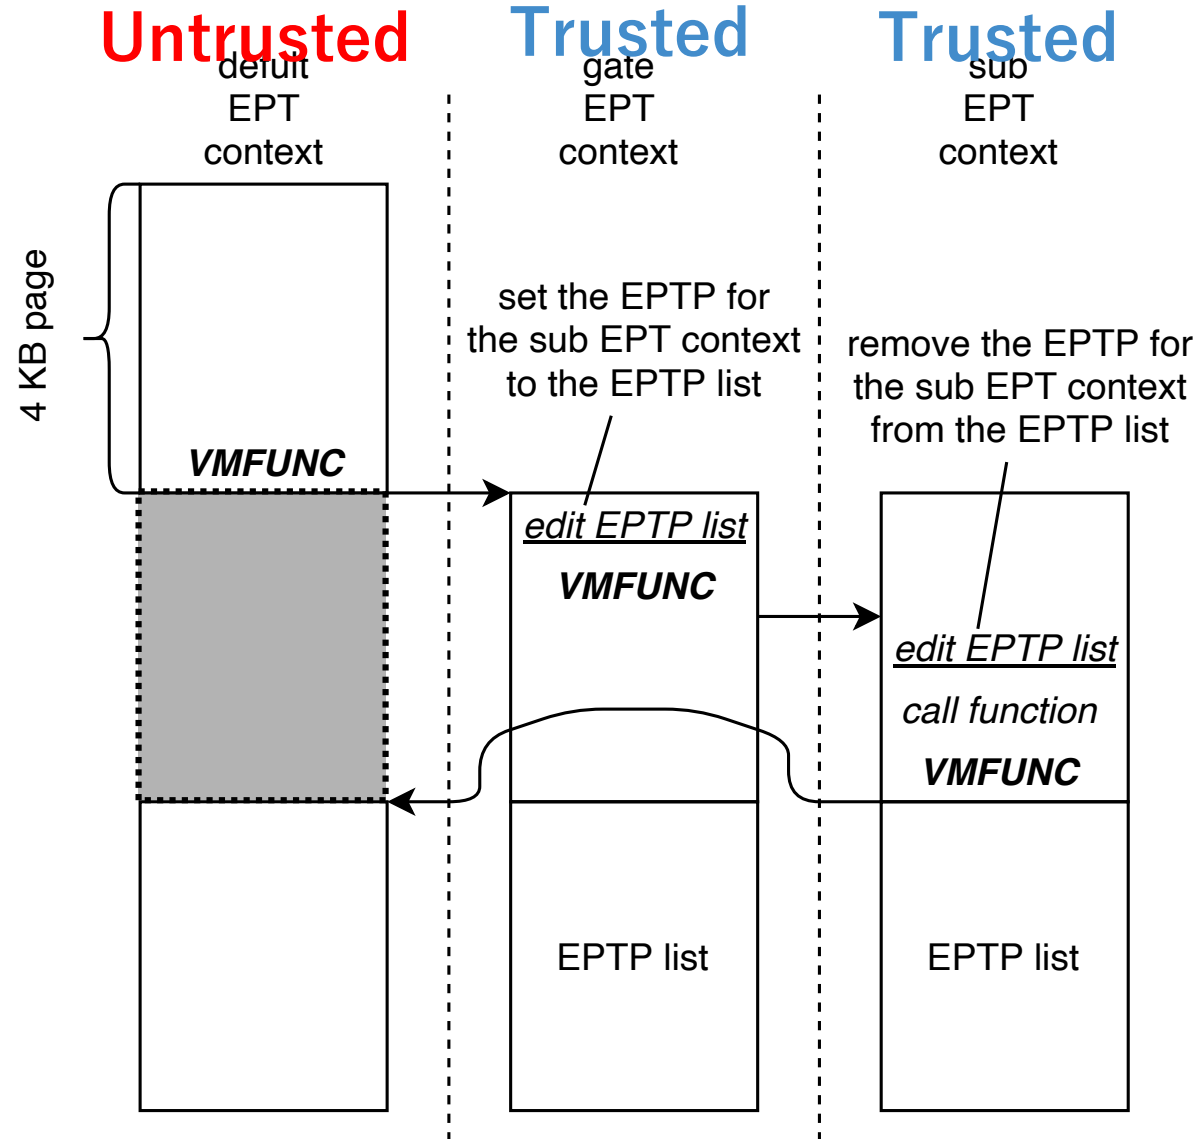 Untrusted
defult
EPT
context
Trusted
gate
EPT
context
Trusted
sub
EPT
context
4 KB page
VMFUNC
set the EPTP for
the sub EPT context
to the EPTP list
edit EPTP list
VMFUNC
EPTP list
remove the EPTP for
the sub EPT context
from the EPTP list
edit EPTP list
call function
VMFUNC
EPTP list